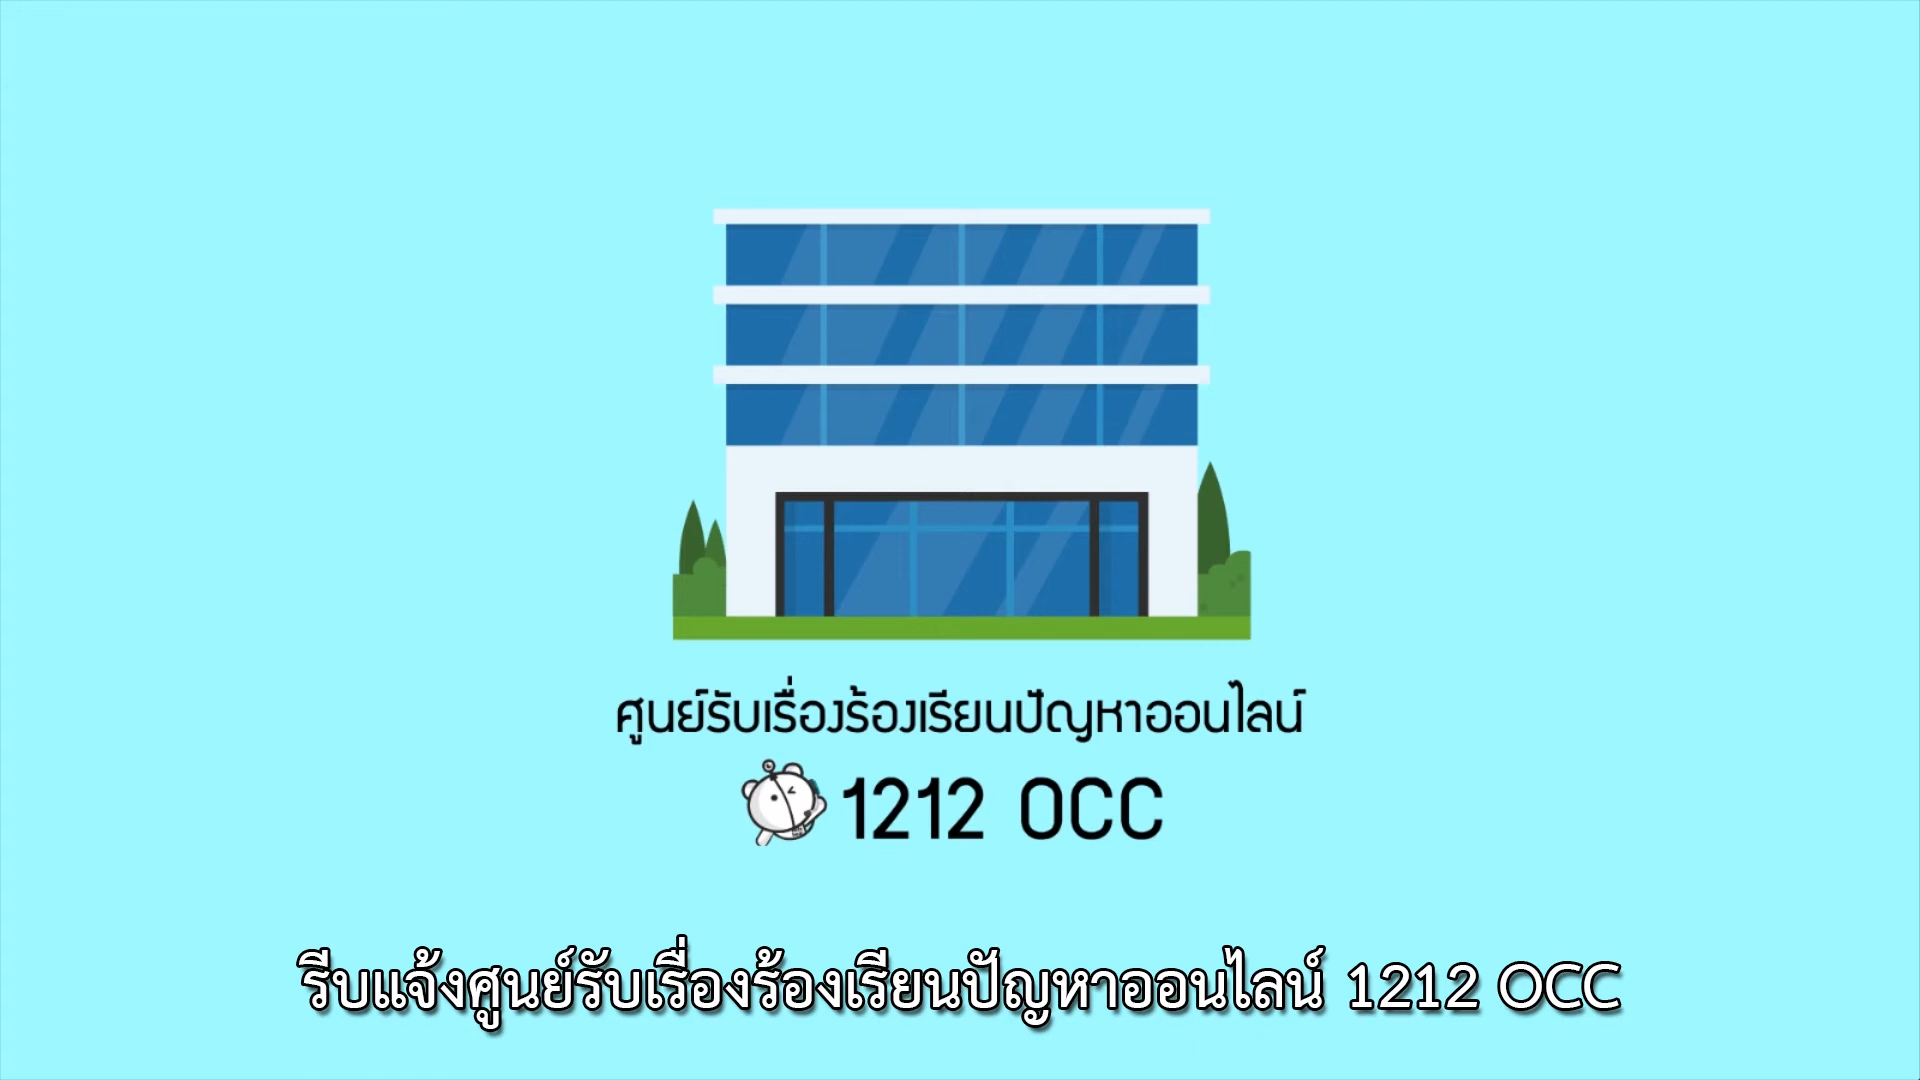 ศูนย์รับเรื่องร้องเรียนปัญหาออนไลน์
1212 OCC
รีบแจ้งศูนย์รับเรื่องร้องเรียนปัญหาออนไลน์ 1212 OCC